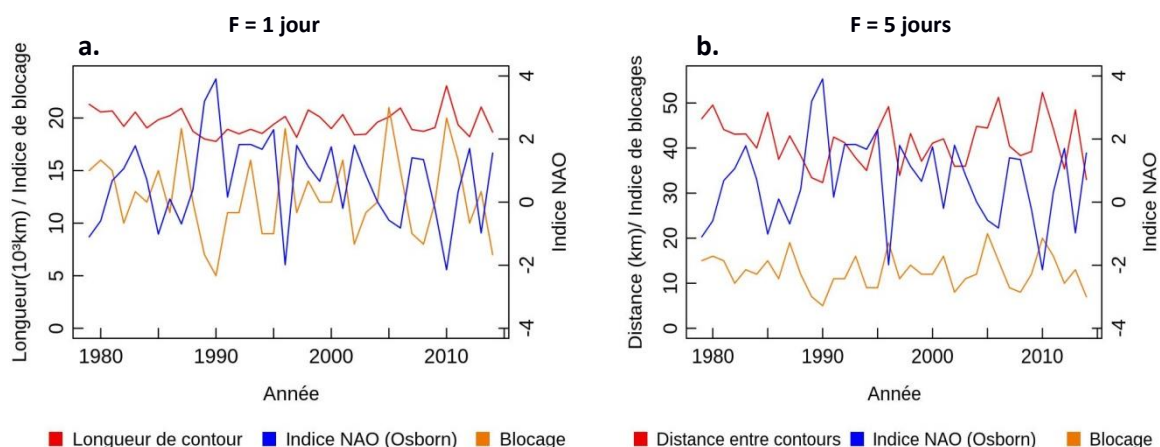 F = 1 jour
a.
Longueur(10³km) / Indice de blocage
20
15
10
5
0
4
2
0
-2
-4
Indice NAO
1980
1990
2000
2010
Année
Longueur de contour
Indice NAO (Osborn)
Blocage
F = 5 jours
b.
Distance (km)/ Indice de blocages
50
40
30
20
10
0
4
2
0
-2
-4
Indice NAO
1980
1990
2000
2010
Année
Distance entre contours
Indice NAO (Osborn)
Blocage